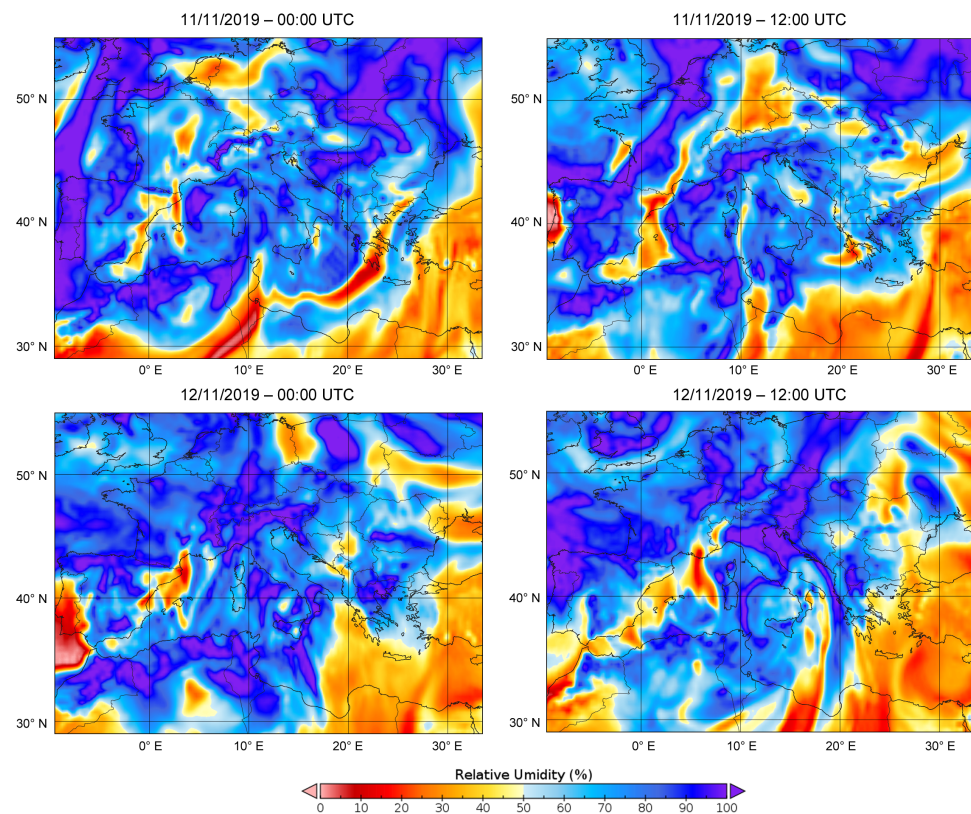 11/11/2019 – 00:00 UTC
11/11/2019 – 12:00 UTC
50° N
40° N
30° N
0° E 10° E 20° E 30° E
50° N
40° N
30° N
0° E 10° E 20° E 30° E
12/11/2019 – 00:00 UTC
12/11/2019 – 12:00 UTC
50° N
40° N
30° N
0° E 10° E 20° E 30° E
50° N
40° N
30° N
0° E 10° E 20° E 30° E
Relative Umidity (%)
0 10 20 30 40 50 60 70 80 90 100